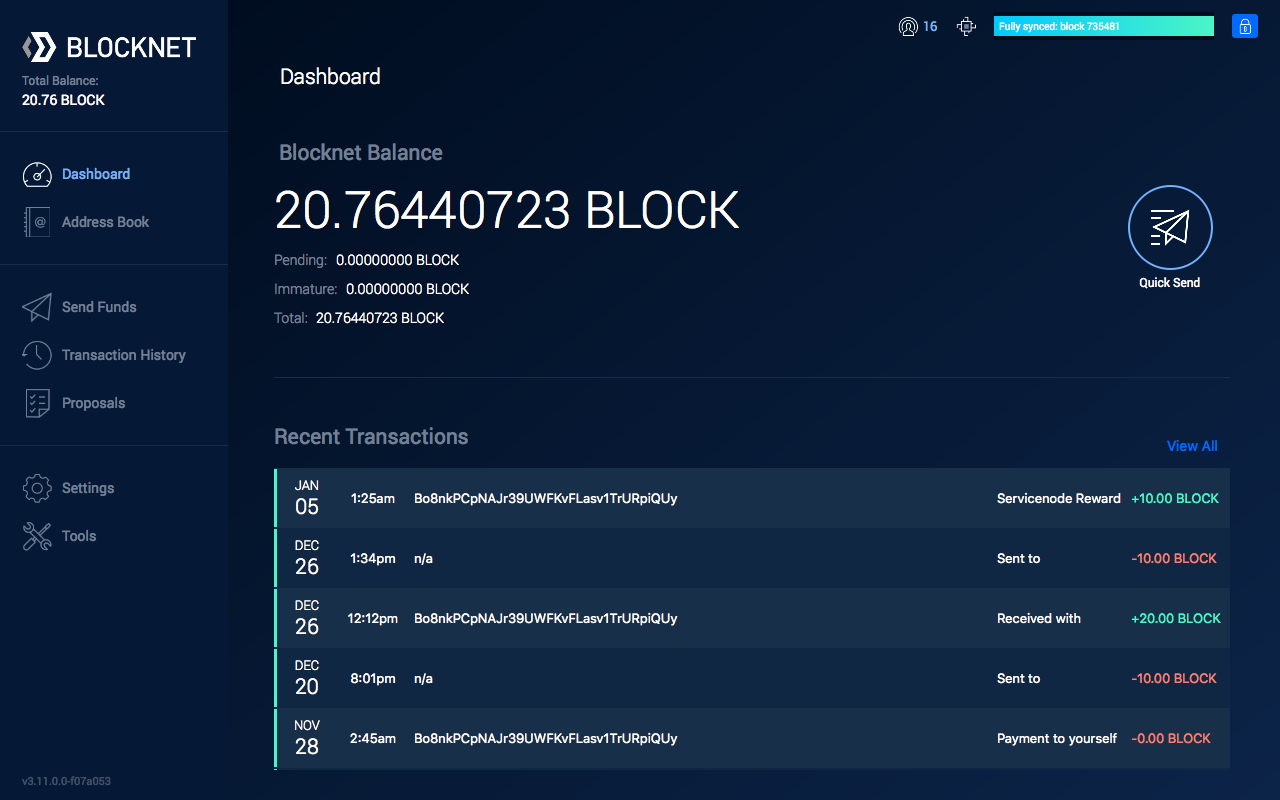 BLOCKNET
Total Balance:
20.76 BLOCK
Dashboard
Address Book
Send Funds
Transaction History
Proposals
Settings
Tools
v3.11.0.0-f07a053
16
Fully synced: block 735481
Dashboard
Blocknet Balance
20.76440723 BLOCK
Pending: 0.00000000 BLOCK
Immature: 0.00000000 BLOCK
Total: 20.76440723 BLOCK
Quick Send
Recent Transactions
View All
JAN 05 1:25am Bo8nkPCpNAJr39UWFKvFLasv1TrURpiQUy Servicenode Reward +10.00 BLOCK
DEC 26 1:34pm n/a Sent to -10.00 BLOCK
DEC 26 12:12pm Bo8nkPCpNAJr39UWFKvFLasv1TrURpiQUy Received with +20.00 BLOCK
DEC 20 8:01pm n/a Sent to -10.00 BLOCK
NOV 28 2:45am Bo8nkPCpNAJr39UWFKvFLasv1TrURpiQUy Payment to yourself -0.00 BLOCK